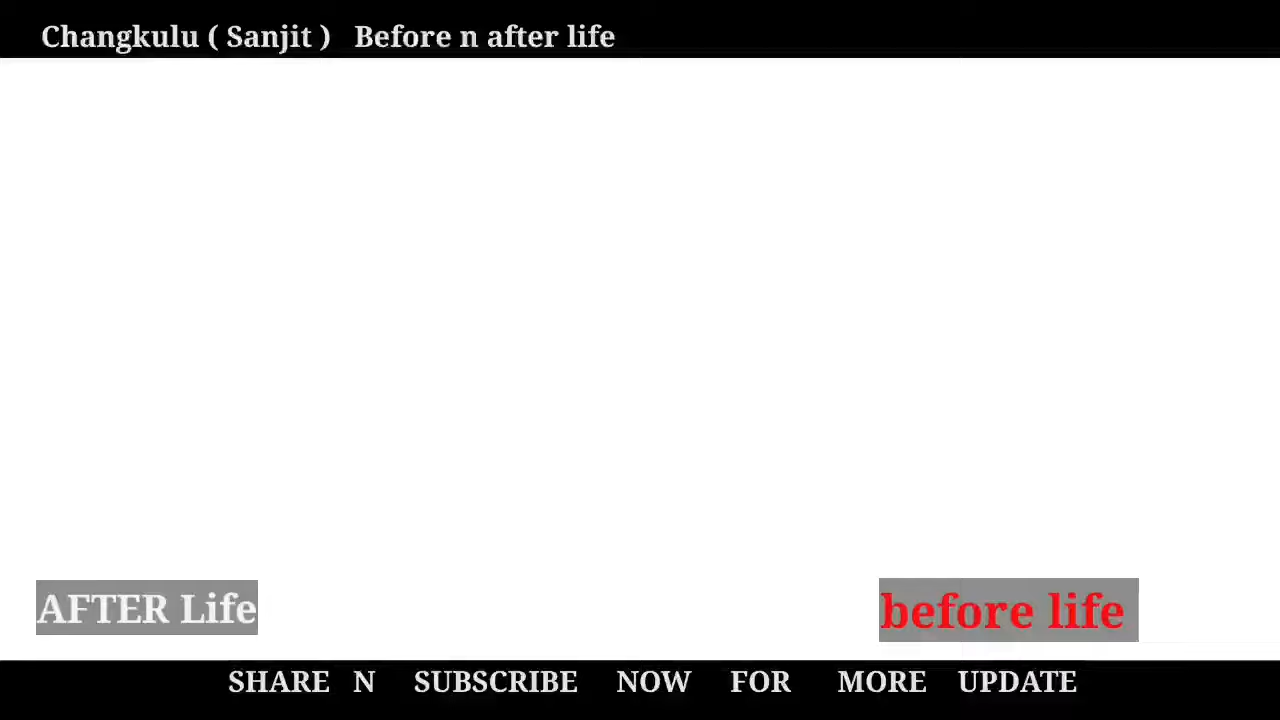 Changkulu ( Sanjit ) Before n after life
AFTER Life
before life
SHARE N SUBSCRIBE NOW FOR MORE UPDATE